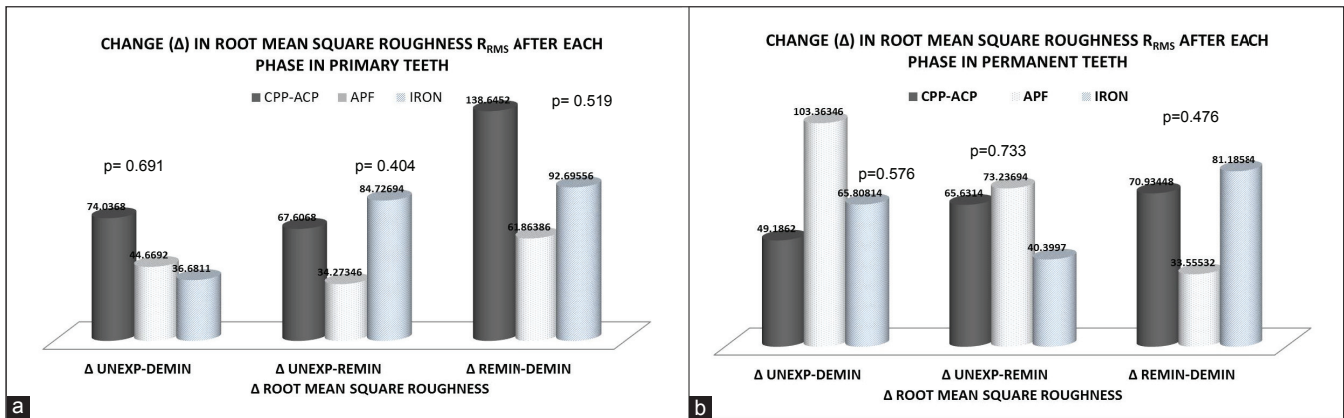 CHANGE (Δ) IN ROOT MEAN SQUARE ROUGHNESS RRMS AFTER EACH
PHASE IN PRIMARY TEETH
CPP-ACP APF IRON
138.6452
p= 0.519
p= 0.691
p= 0.404
74.0368
44.6692
36.6811
67.6068
34.27346
84.72694
61.86386
92.69556
Δ UNEXP-DEMIN Δ UNEXP-REMIN Δ REMIN-DEMIN
Δ ROOT MEAN SQUARE ROUGHNESS
a
CHANGE (Δ) IN ROOT MEAN SQUARE ROUGHNESS RRMS AFTER EACH
PHASE IN PERMANENT TEETH
CPP-ACP APF IRON
103.36346
p=0.576
p=0.733
p=0.476
49.1862
65.80814
65.6314
73.23694
40.3997
70.93448
33.55532
81.18584
Δ UNEXP-DEMIN Δ UNEXP-REMIN Δ REMIN-DEMIN
Δ ROOT MEAN SQUARE ROUGHNESS
b